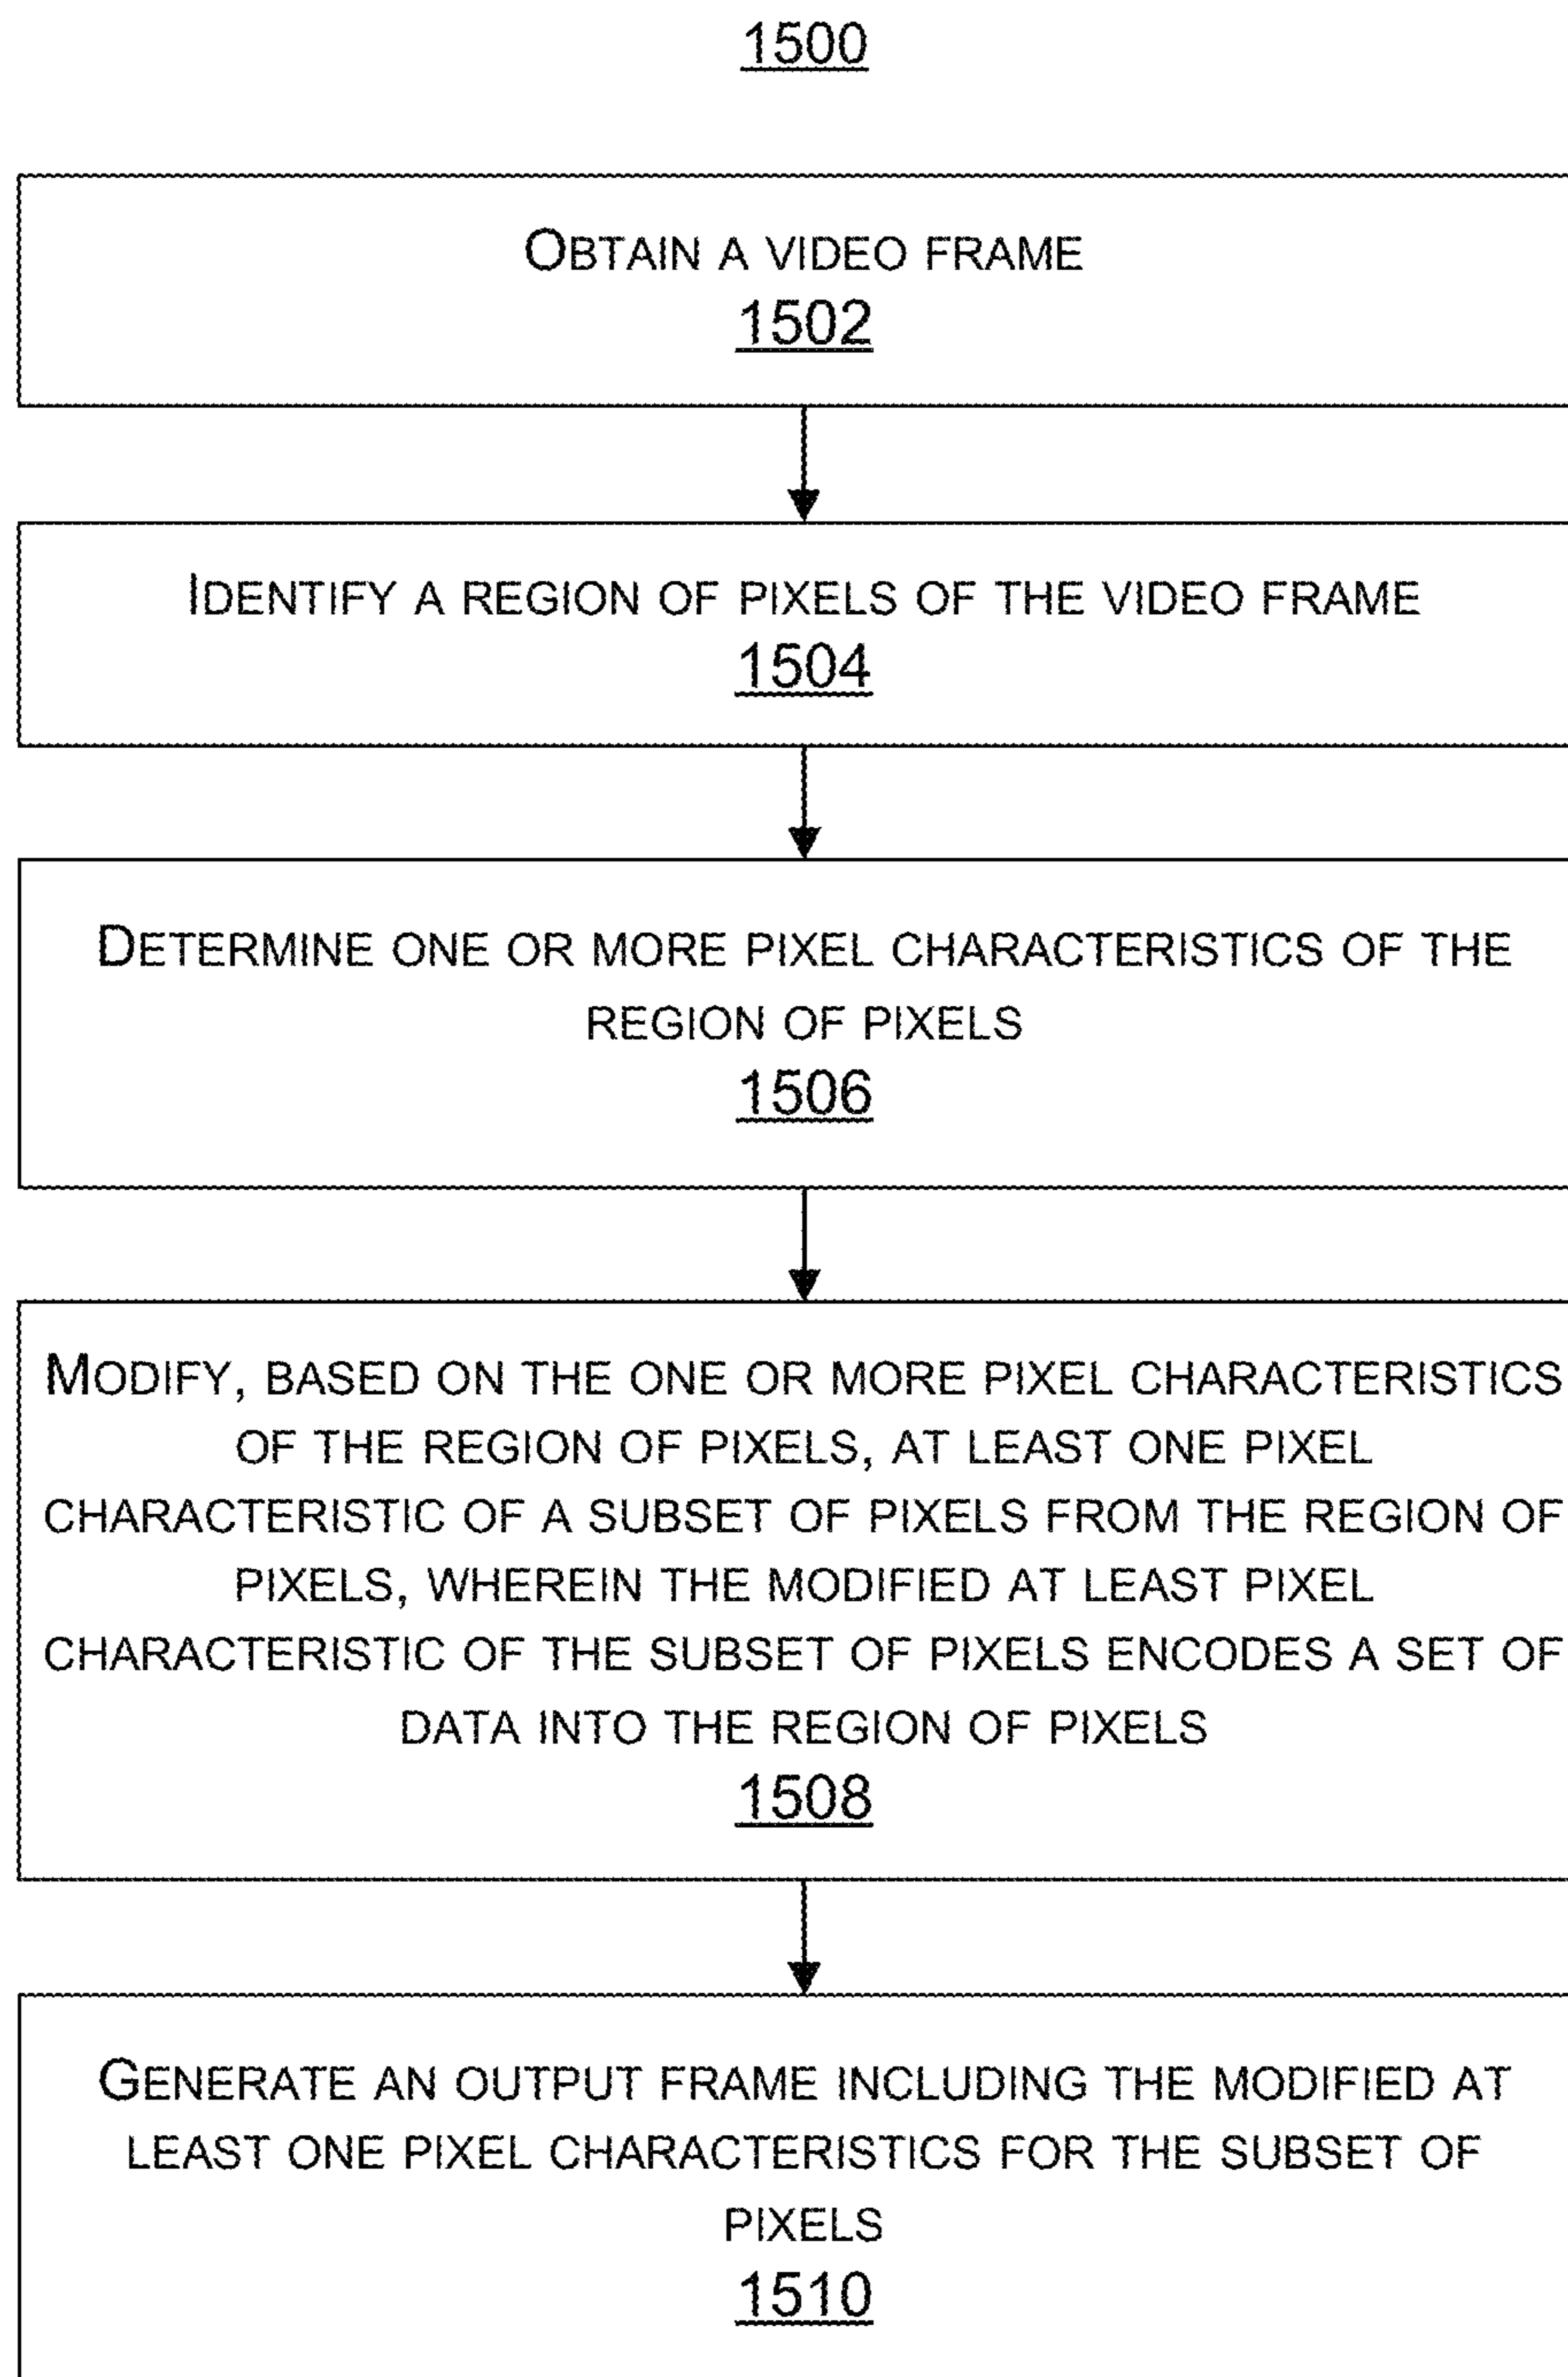 1500
OBTAIN A VIDEO FRAME
1502
IDENTIFY A REGION OF PIXELS OF THE VIDEO FRAME
1504
DETERMINE ONE OR MORE PIXEL CHARACTERISTICS OF THE
REGION OF PIXELS
1506
MODIFY, BASED ON THE ONE OR MORE PIXEL CHARACTERISTICS
OF THE REGION OF PIXELS, AT LEAST ONE PIXEL
CHARACTERISTIC OF A SUBSET OF PIXELS FROM THE REGION OF
PIXELS, WHEREIN THE MODIFIED AT LEAST PIXEL
CHARACTERISTIC OF THE SUBSET OF PIXELS ENCODES A SET OF
DATA INTO THE REGION OF PIXELS
1508
GENERATE AN OUTPUT FRAME INCLUDING THE MODIFIED AT
LEAST ONE PIXEL CHARACTERISTICS FOR THE SUBSET OF
PIXELS
1510